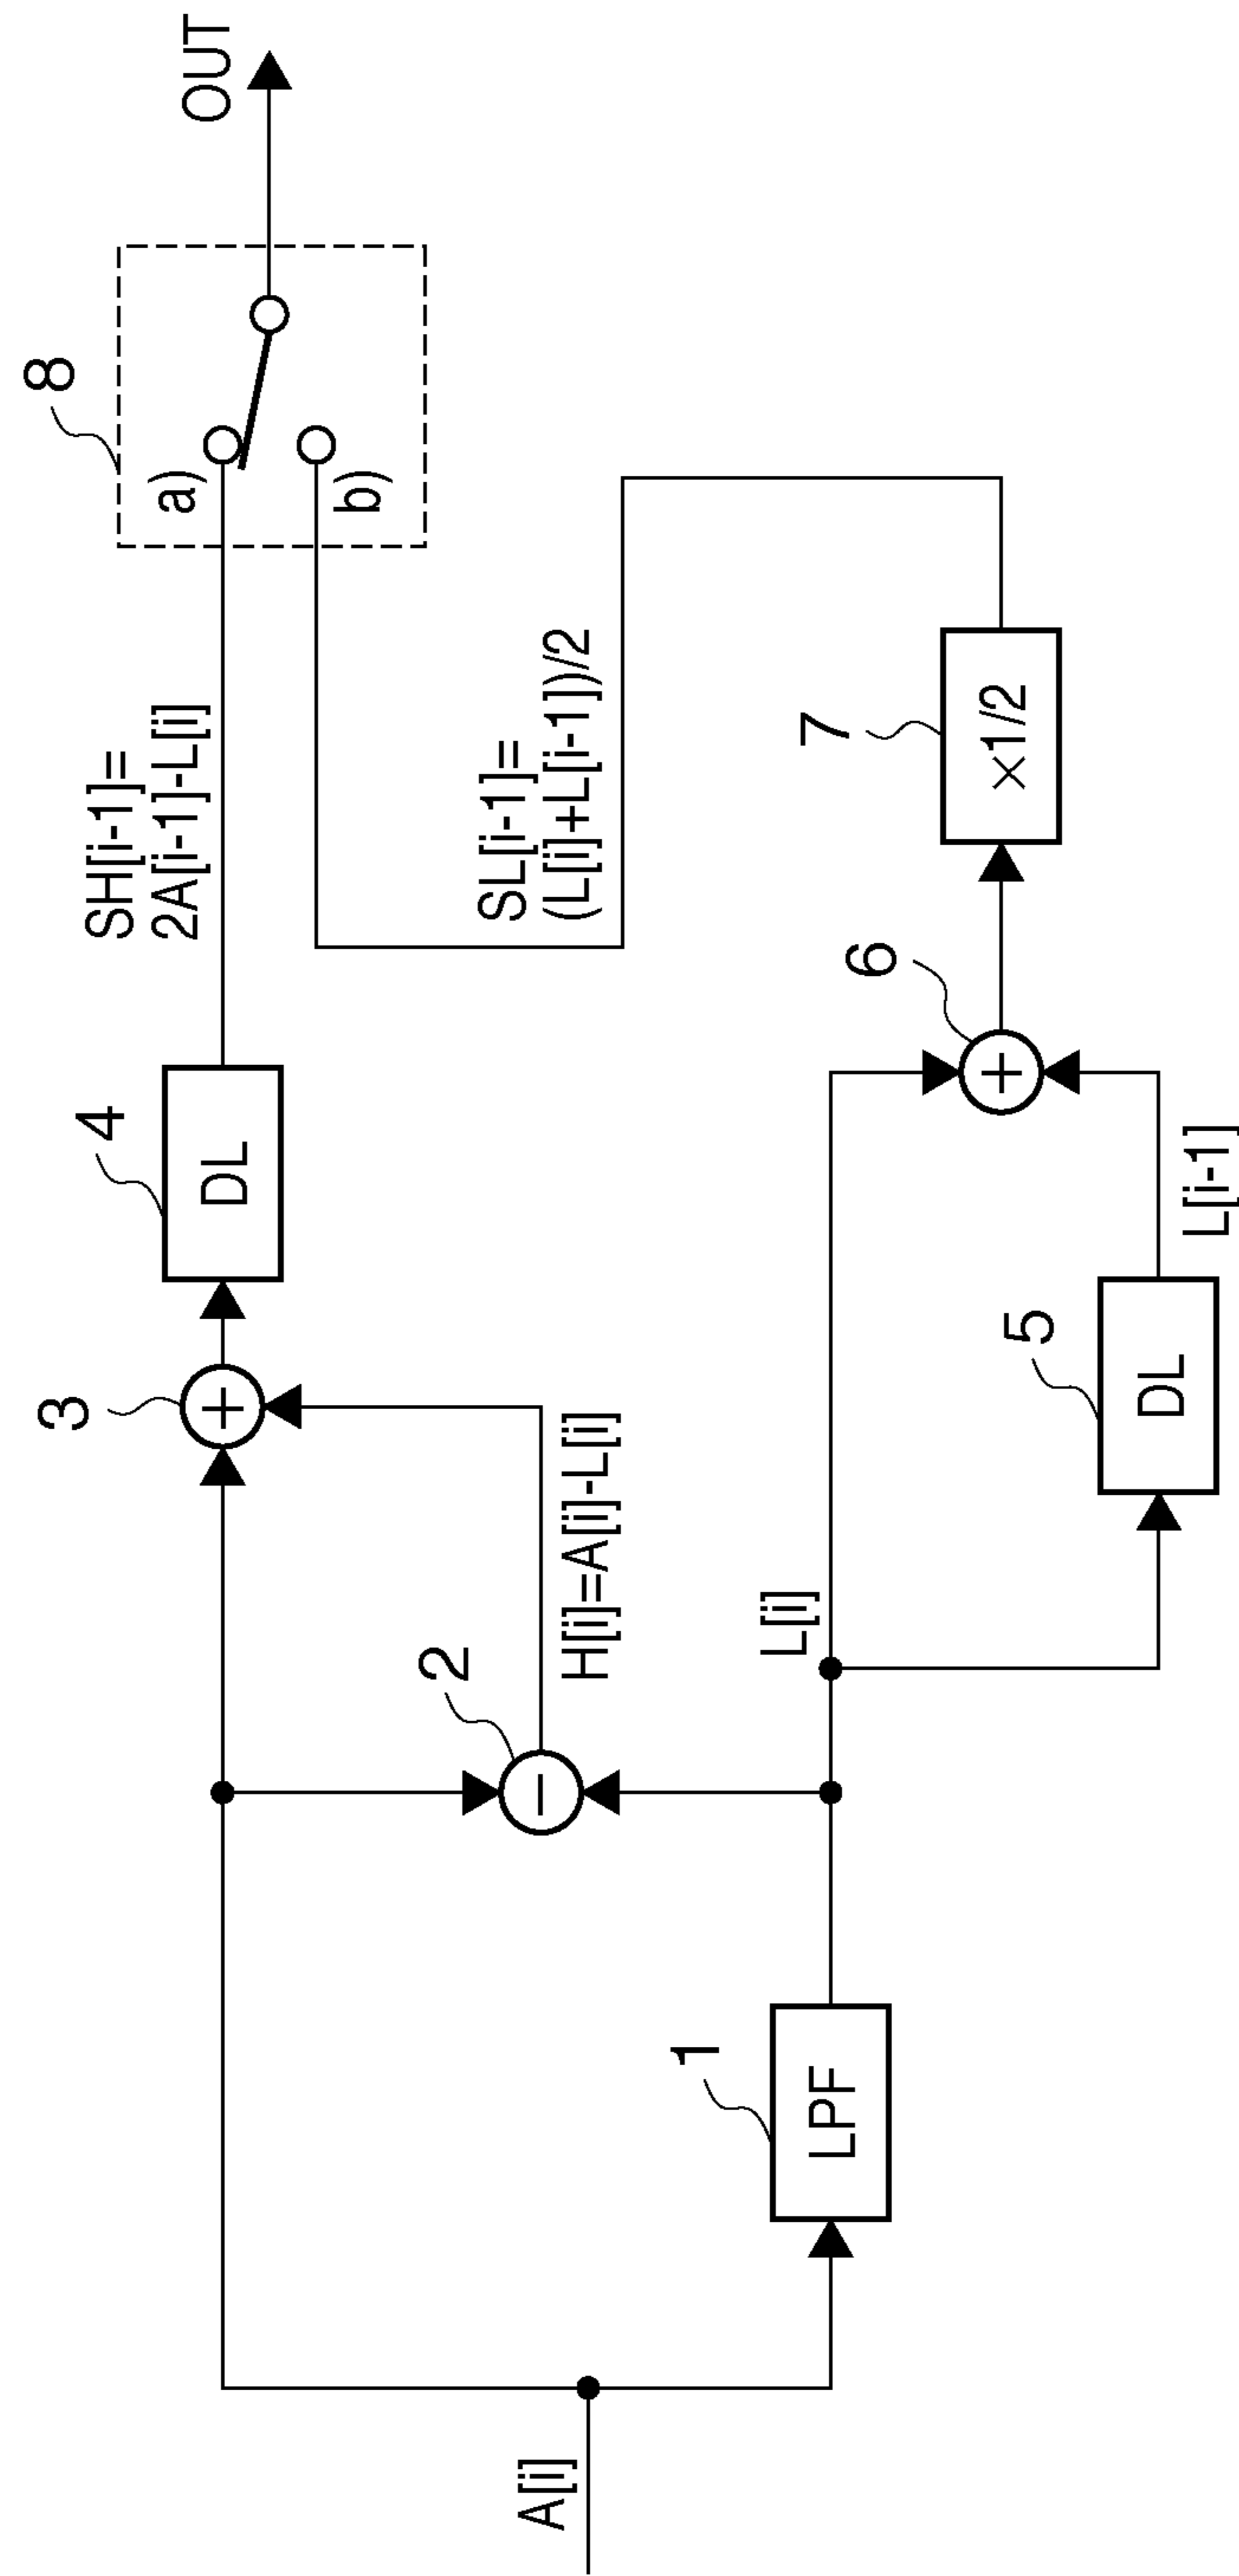 8
OUT
a)
b)
SH[i-1]=
2A[i-1]-L[i]
4
DL
3
+
SL[i-1]=
(L[i]+L[i-1])/2
7
×1/2
6
+
H[i]=A[i]-L[i]
2
−
L[i]
5
DL
L[i-1]
1
LPF
A[i]